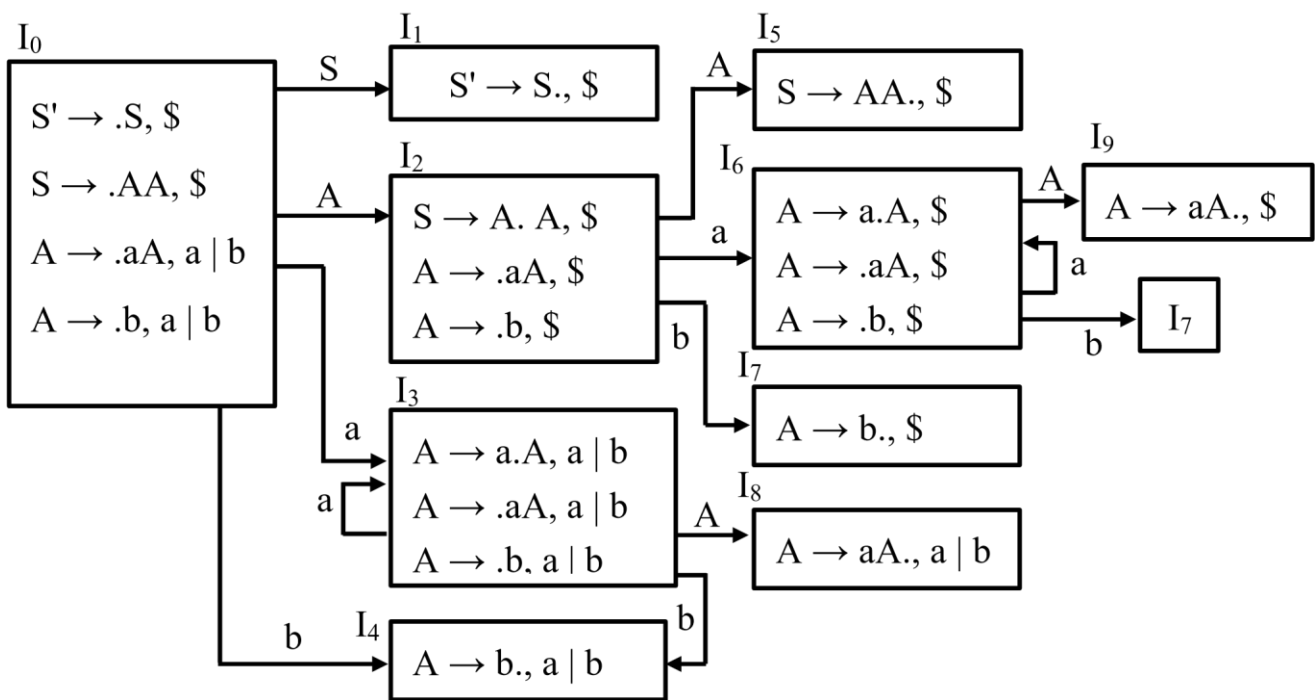 I₀
S' → .S, $
S → .AA, $
A → .aA, a | b
A → .b, a | b
S
A
a
b
I₁
S' → S., $
I₂
S → A. A, $
A → .aA, $
A → .b, $
A
a
b
I₃
A → a.A, a | b
A → .aA, a | b
A → .b, a | b
a
A
b
I₄
A → b., a | b
I₅
S → AA., $
I₆
A → a.A, $
A → .aA, $
A → .b, $
A
a
b
I₇
I₉
A → aA., $
I₇
A → b., $
I₈
A → aA., a | b